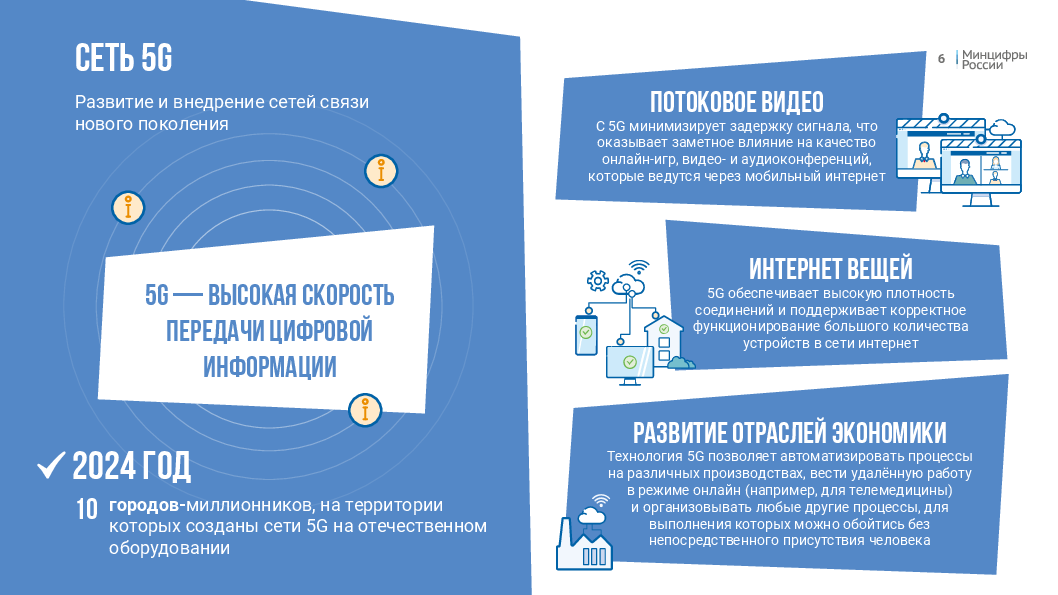 СЕТЬ 5G
Развитие и внедрение сетей связи
нового поколения
5G — ВЫСОКАЯ СКОРОСТЬ
ПЕРЕДАЧИ ЦИФРОВОЙ
ИНФОРМАЦИИ
2024 ГОД
10 городов-миллионников, на территории
которых созданы сети 5G на отечественном
оборудовании
6
Минцифры
России
ПОТОКОВОЕ ВИДЕО
С 5G минимизирует задержку сигнала, что
оказывает заметное влияние на качество
онлайн-игр, видео- и аудиоконференций,
которые ведутся через мобильный интернет
ИНТЕРНЕТ ВЕЩЕЙ
5G обеспечивает высокую плотность
соединений и поддерживает корректное
функционирование большого количества
устройств в сети интернет
РАЗВИТИЕ ОТРАСЛЕЙ ЭКОНОМИКИ
Технология 5G позволяет автоматизировать процессы
на различных производствах, вести удалённую работу
в режиме онлайн (например, для телемедицины)
и организовывать любые другие процессы, для
выполнения которых можно обойтись без
непосредственного присутствия человека